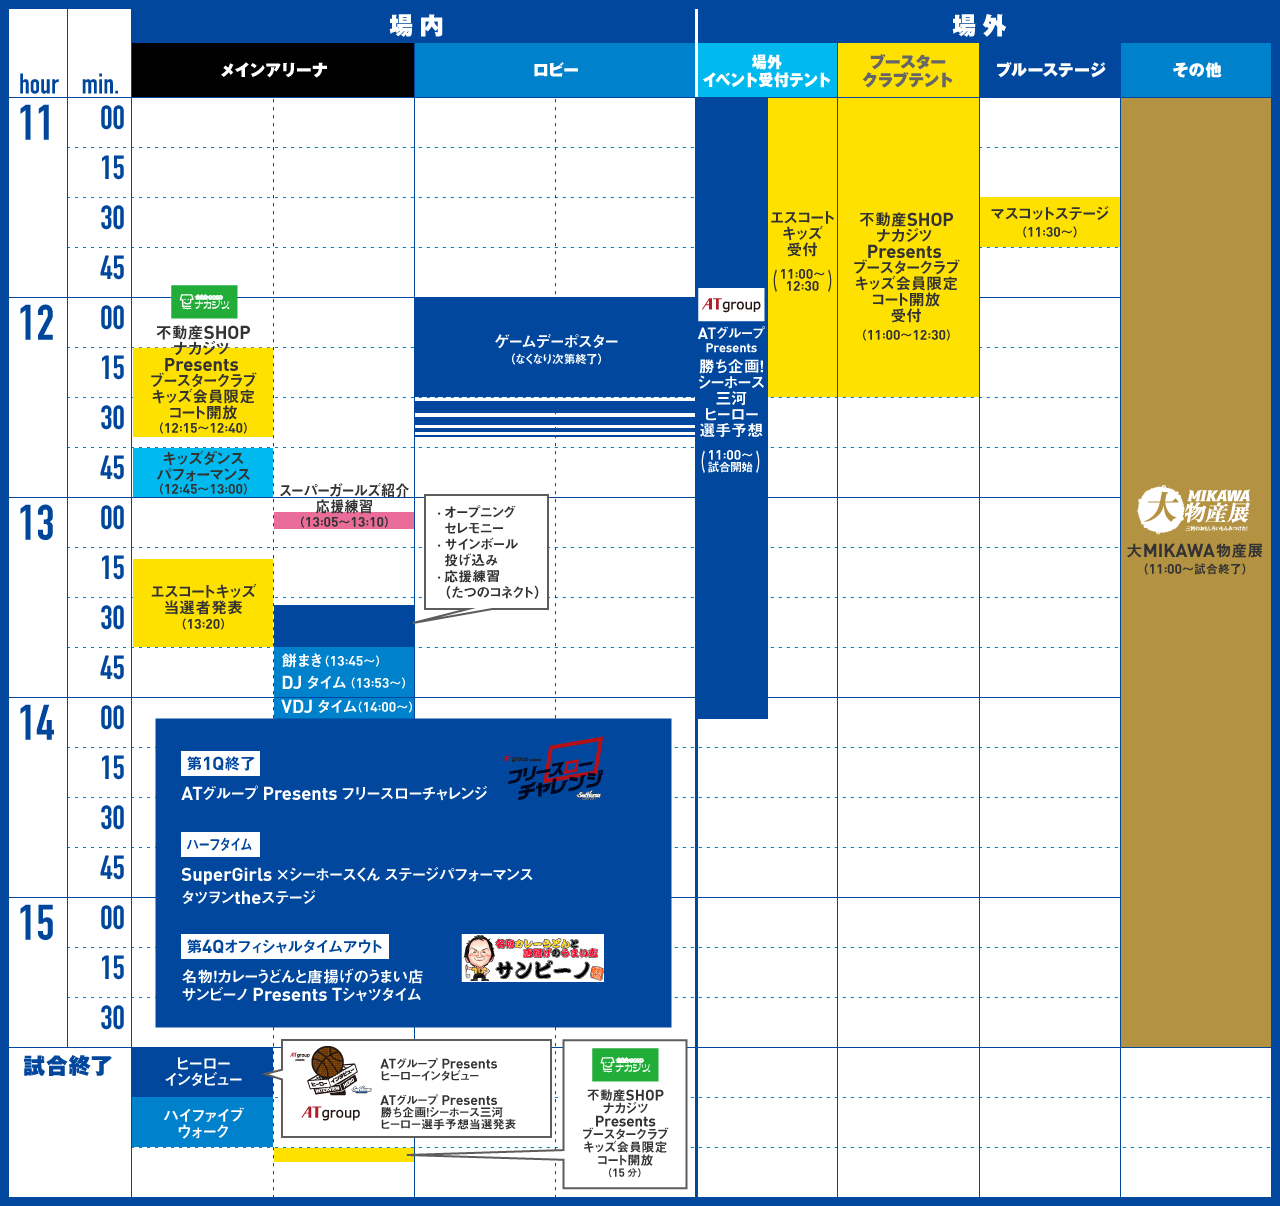 場内
場外
hour
min.
メインアリーナ
ロビー
場外
イベント受付テント
ブースター
クラブテント
ブルーステージ
その他
11
00
15
30
45
12
00
15
30
45
13
00
15
30
45
14
00
15
30
45
15
00
15
30
試合終了
ナカジツ
不動産SHOP
ナカジツ
Presents
ブースタークラブ
キッズ会員限定
コート開放
(12:15〜12:40)
キッズダンス
パフォーマンス
(12:45〜13:00)
スーパーガールズ紹介
応援練習
(13:05〜13:10)
エスコートキッズ
当選者発表
(13:20)
・オープニング
セレモニー
・サインボール
投げ込み
・応援練習
(たつのコネクト)
餅まき(13:45〜)
DJ タイム (13:53〜)
VDJ タイム(14:00〜)
ゲームデーポスター
(なくなり次第終了)
ATgroup
ATグループ
Presents
勝ち企画!
シーホース
三河
ヒーロー
選手予想
(11:00〜
試合開始)
エスコート
キッズ
受付
(11:00〜
12:30)
不動産SHOP
ナカジツ
Presents
ブースタークラブ
キッズ会員限定
コート開放
受付
(11:00〜12:30)
マスコットステージ
(11:30〜)
大
MIKAWA
物産展
大MIKAWA物産展
(11:00〜試合終了)
第1Q終了
ATグループ Presents フリースローチャレンジ
フリースロー
チャレンジ
ハーフタイム
SuperGirls ×シーホースくん ステージパフォーマンス
タツヲンtheステージ
第4Qオフィシャルタイムアウト
名物!カレーうどんと唐揚げのうまい店
サンビーノ Presents Tシャツタイム
名物カレーうどんと
唐揚げのうまい店
サンビーノ
ヒーロー
インタビュー
ハイファイブ
ウォーク
ヒーロー
インタビュー
ATgroup
ATグループ Presents
ヒーローインタビュー
ATグループ Presents
勝ち企画!シーホース三河
ヒーロー選手予想当選発表
ナカジツ
不動産SHOP
ナカジツ
Presents
ブースタークラブ
キッズ会員限定
コート開放
(15分)